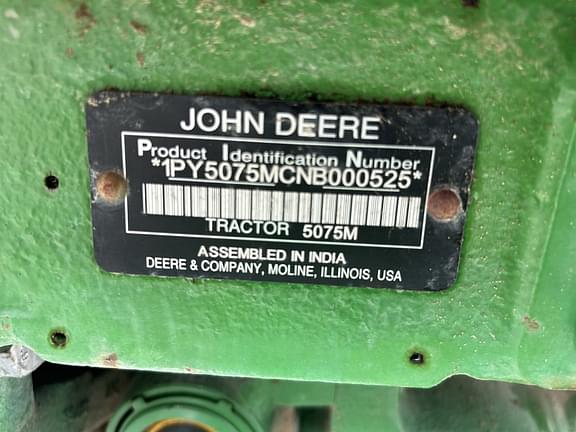 JOHN DEERE
Product Identification Number
*1PY5075MCNB000525*
TRACTOR 5075M
ASSEMBLED IN INDIA
DEERE & COMPANY, MOLINE, ILLINOIS, USA